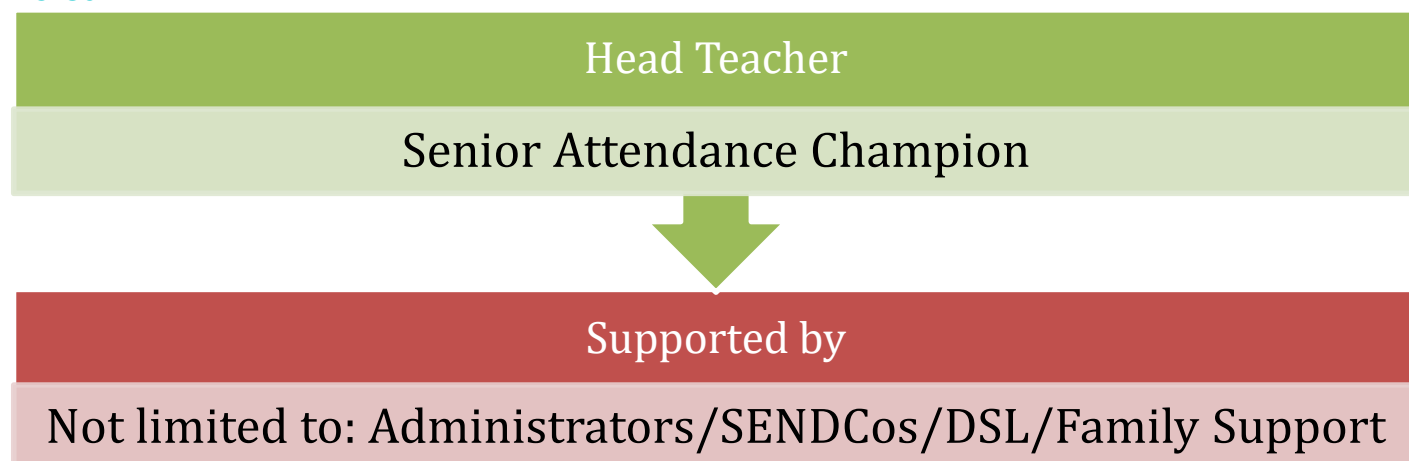 Head Teacher
Senior Attendance Champion
Supported by
Not limited to: Administrators/SENDCos/DSL/Family Support